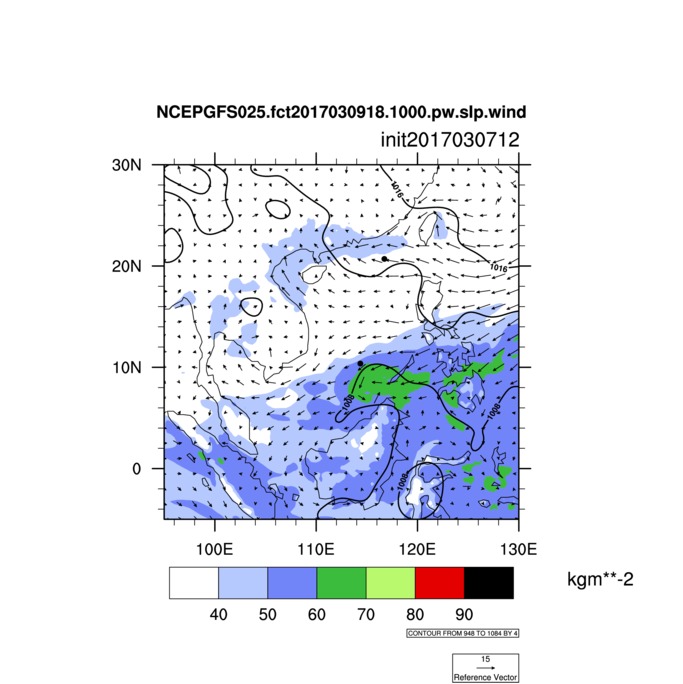 NCEPGFS025.fct2017030918.1000.pw.slp.wind
init2017030712
30N
1016
20N
1016
10N
1008
1008
0
1008
100E 110E 120E 130E
kgm**-2
40 50 60 70 80 90
CONTOUR FROM 948 TO 1084 BY 4
15
Reference Vector